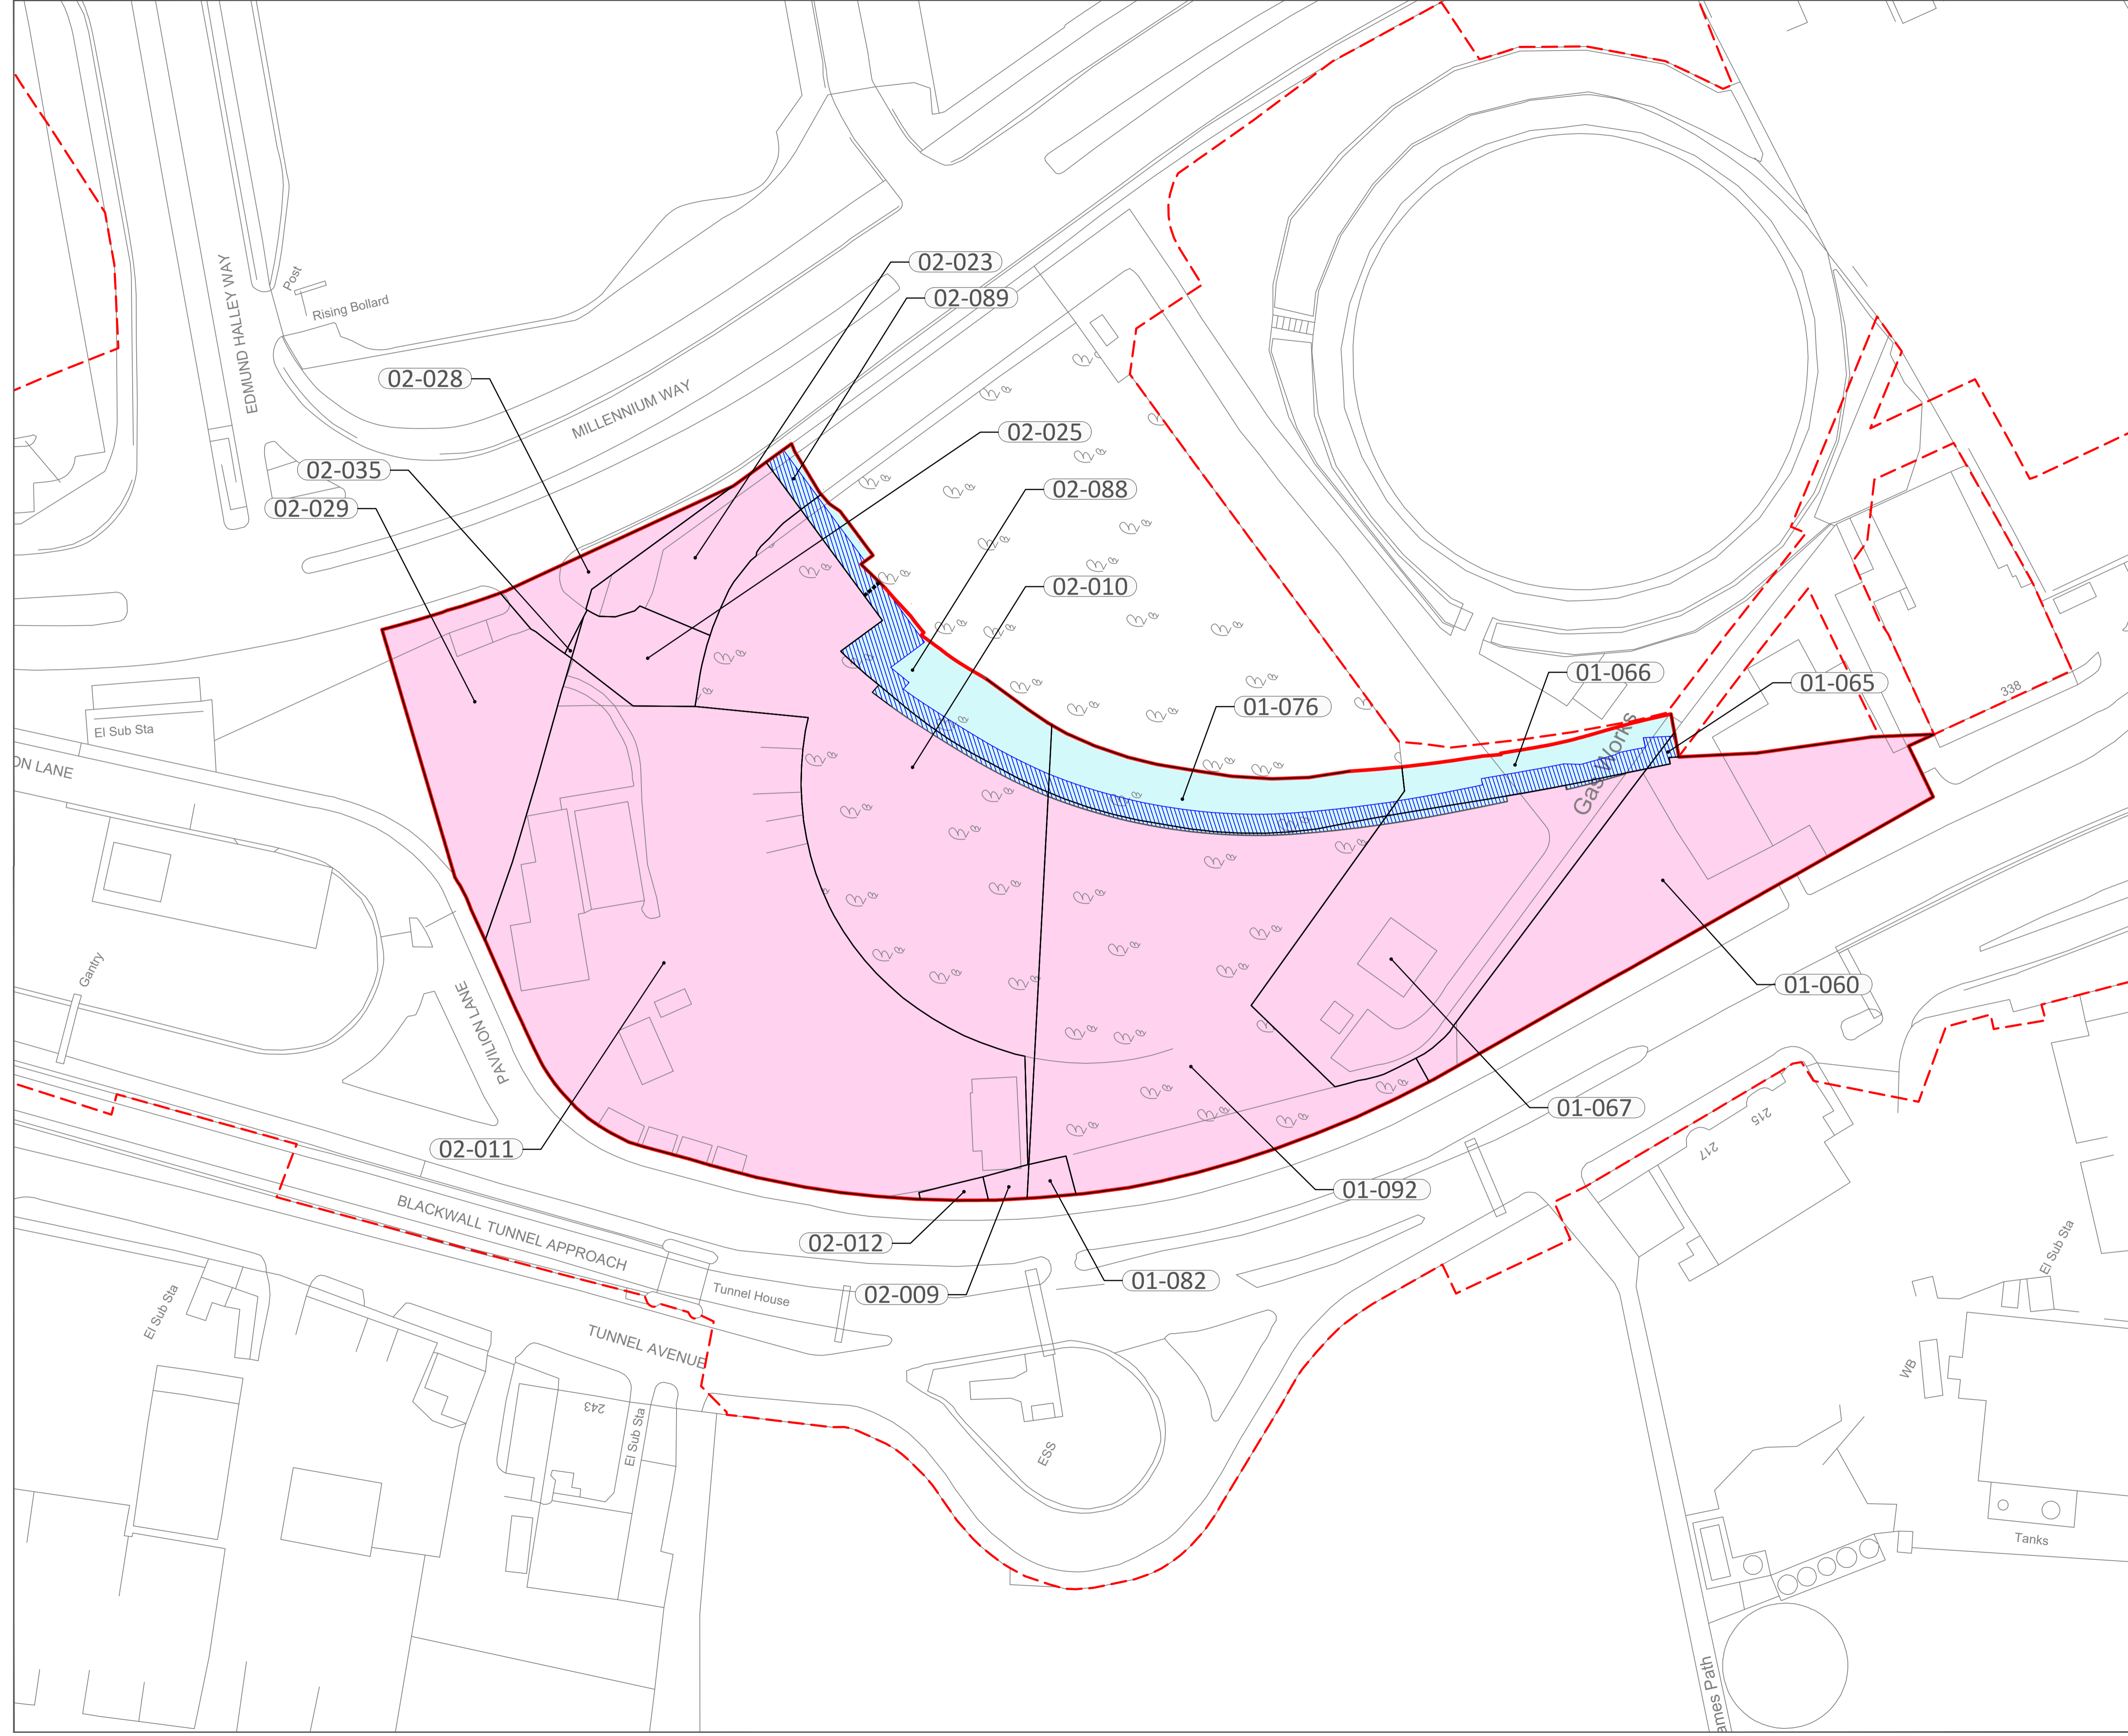 02-023
02-089
EDMUND HALLEY WAY
Post
Rising Bollard
02-028
MILLENNIUM WAY
02-025
02-035
02-088
02-029
02-010
01-066
01-065
338
01-076
El Sub Sta
ON LANE
Gas Works
Gantry
01-060
PAVILION LANE
01-067
215
217
02-011
01-092
BLACKWALL TUNNEL APPROACH
02-012
01-082
02-009
Tunnel House
El Sub Sta
El Sub Sta
TUNNEL AVENUE
WB
243
El Sub Sta
ESS
Tanks
ames Path